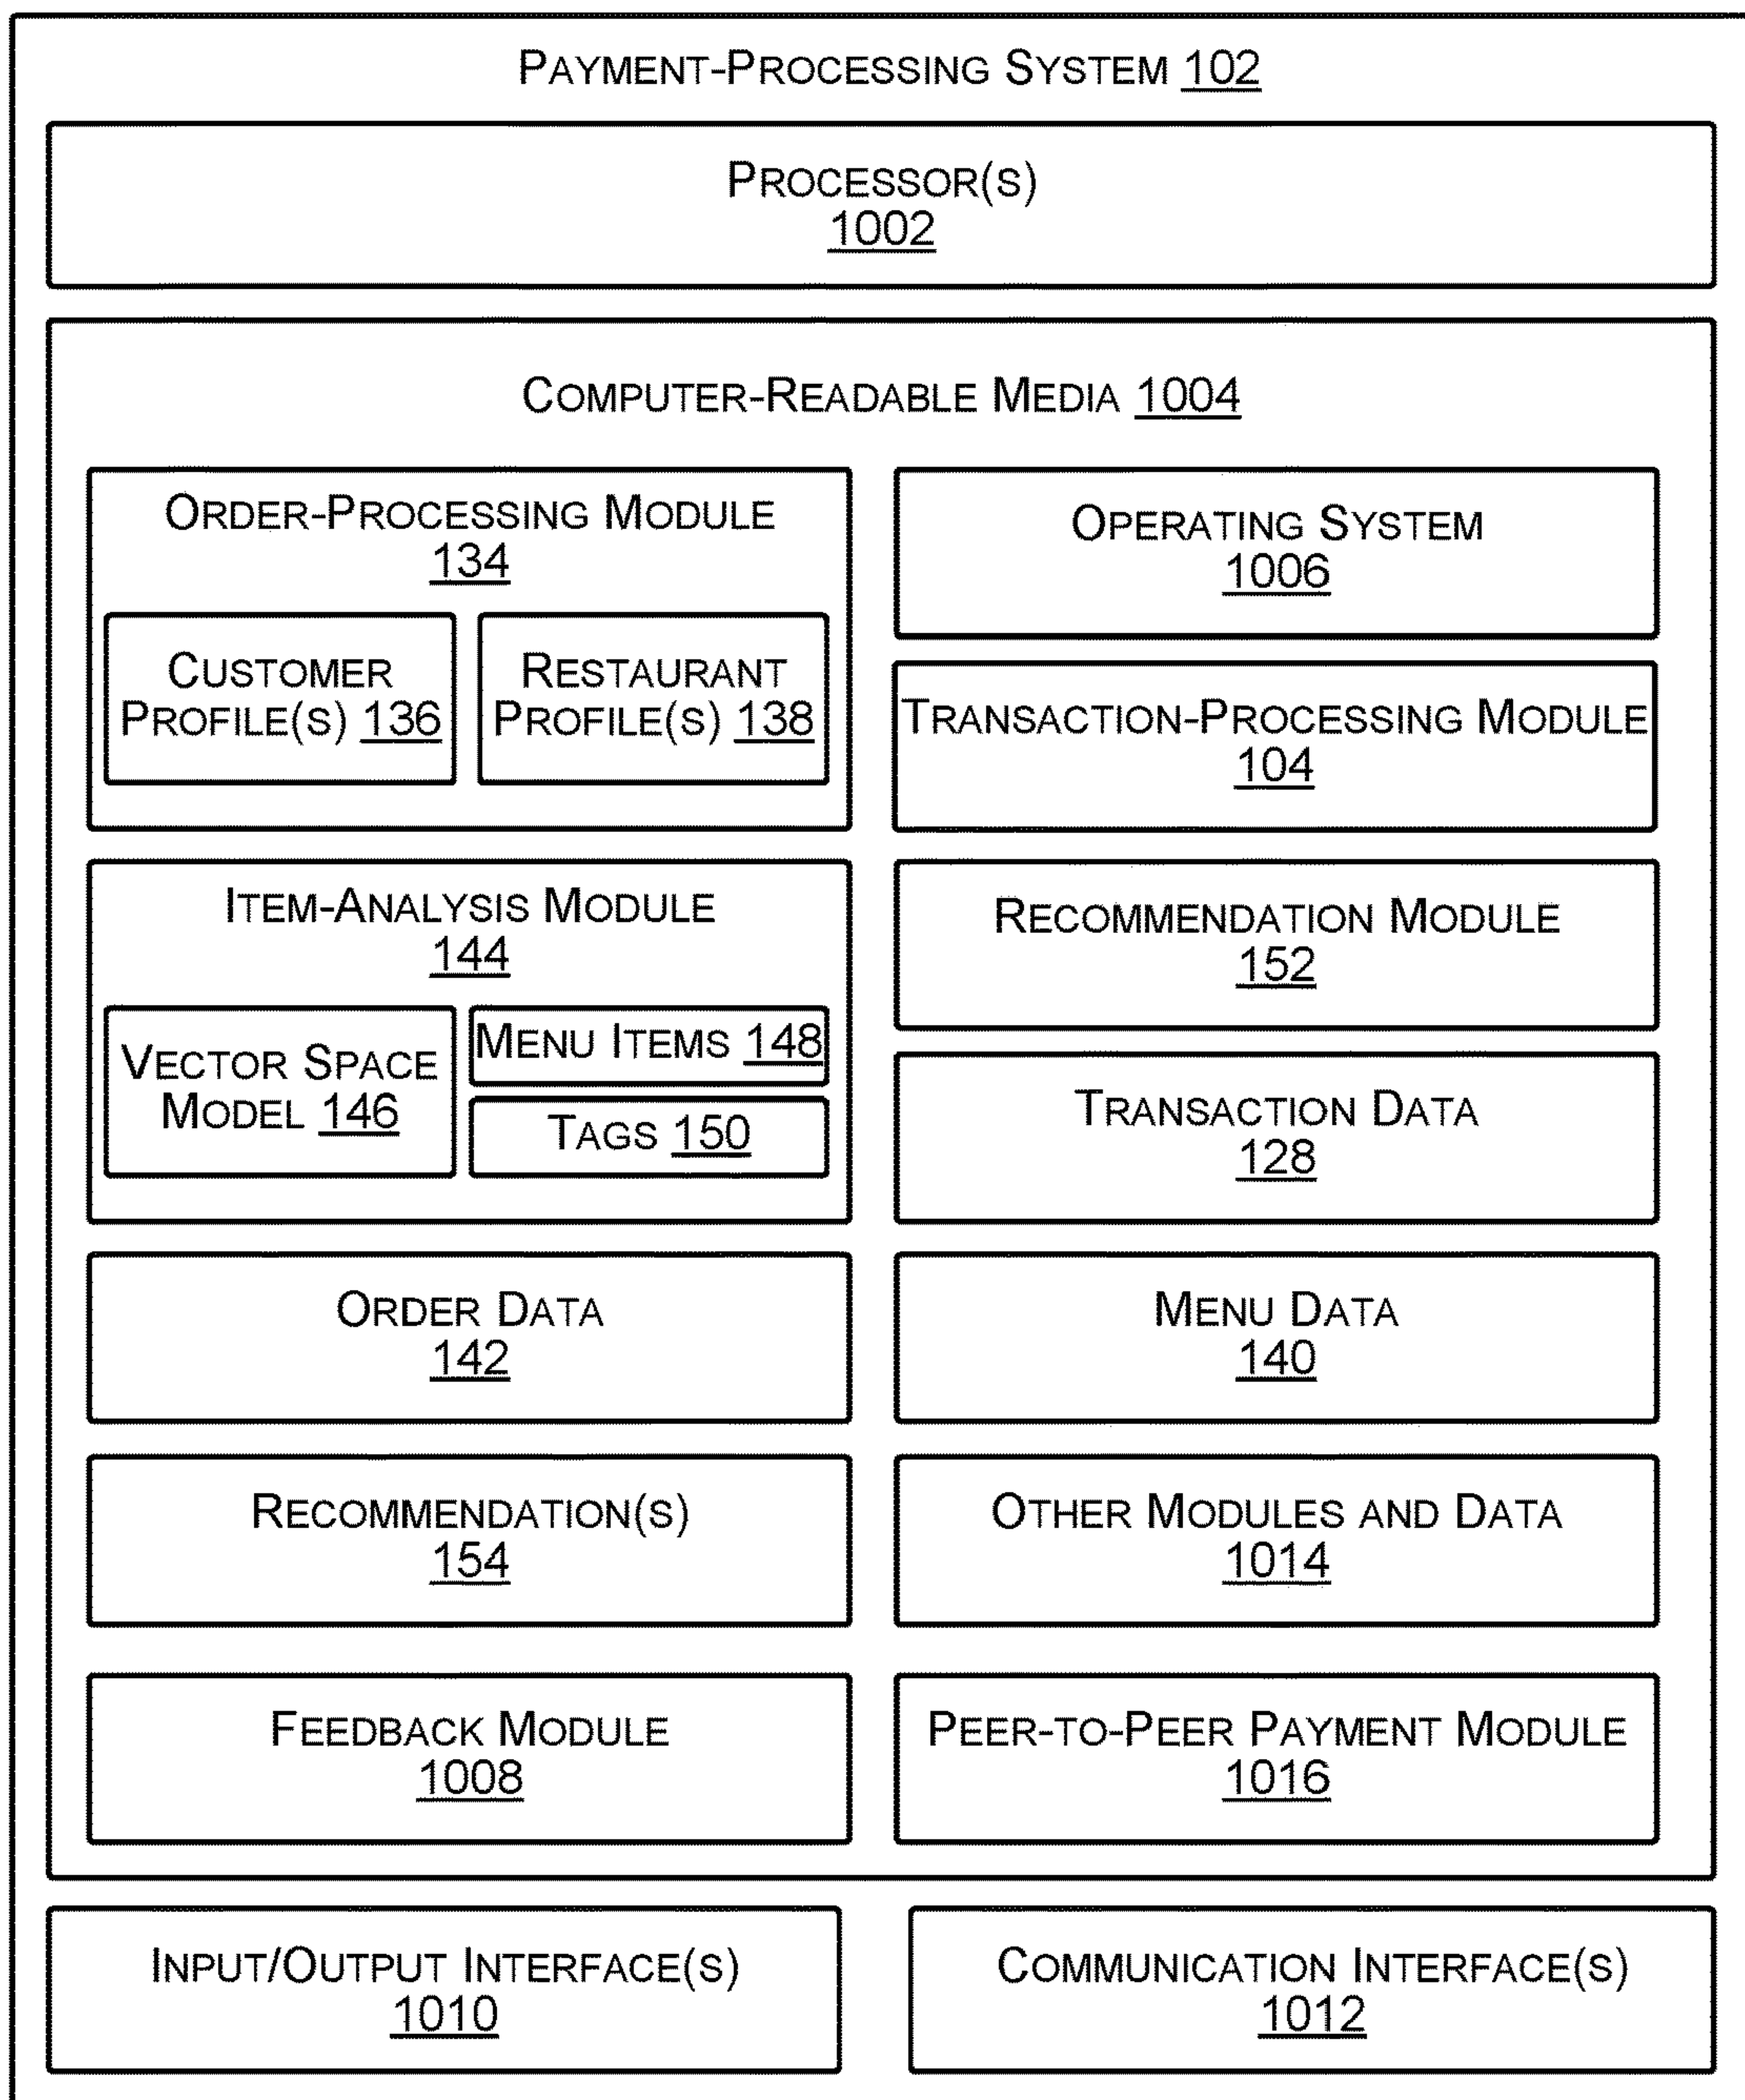 PAYMENT-PROCESSING SYSTEM 102
PROCESSOR(S)
1002
COMPUTER-READABLE MEDIA 1004
ORDER-PROCESSING MODULE
134
CUSTOMER
PROFILE(S) 136
RESTAURANT
PROFILE(S) 138
OPERATING SYSTEM
1006
TRANSACTION-PROCESSING MODULE
104
ITEM-ANALYSIS MODULE
144
VECTOR SPACE
MODEL 146
MENU ITEMS 148
TAGS 150
RECOMMENDATION MODULE
152
TRANSACTION DATA
128
ORDER DATA
142
MENU DATA
140
RECOMMENDATION(S)
154
OTHER MODULES AND DATA
1014
FEEDBACK MODULE
1008
PEER-TO-PEER PAYMENT MODULE
1016
INPUT/OUTPUT INTERFACE(S)
1010
COMMUNICATION INTERFACE(S)
1012